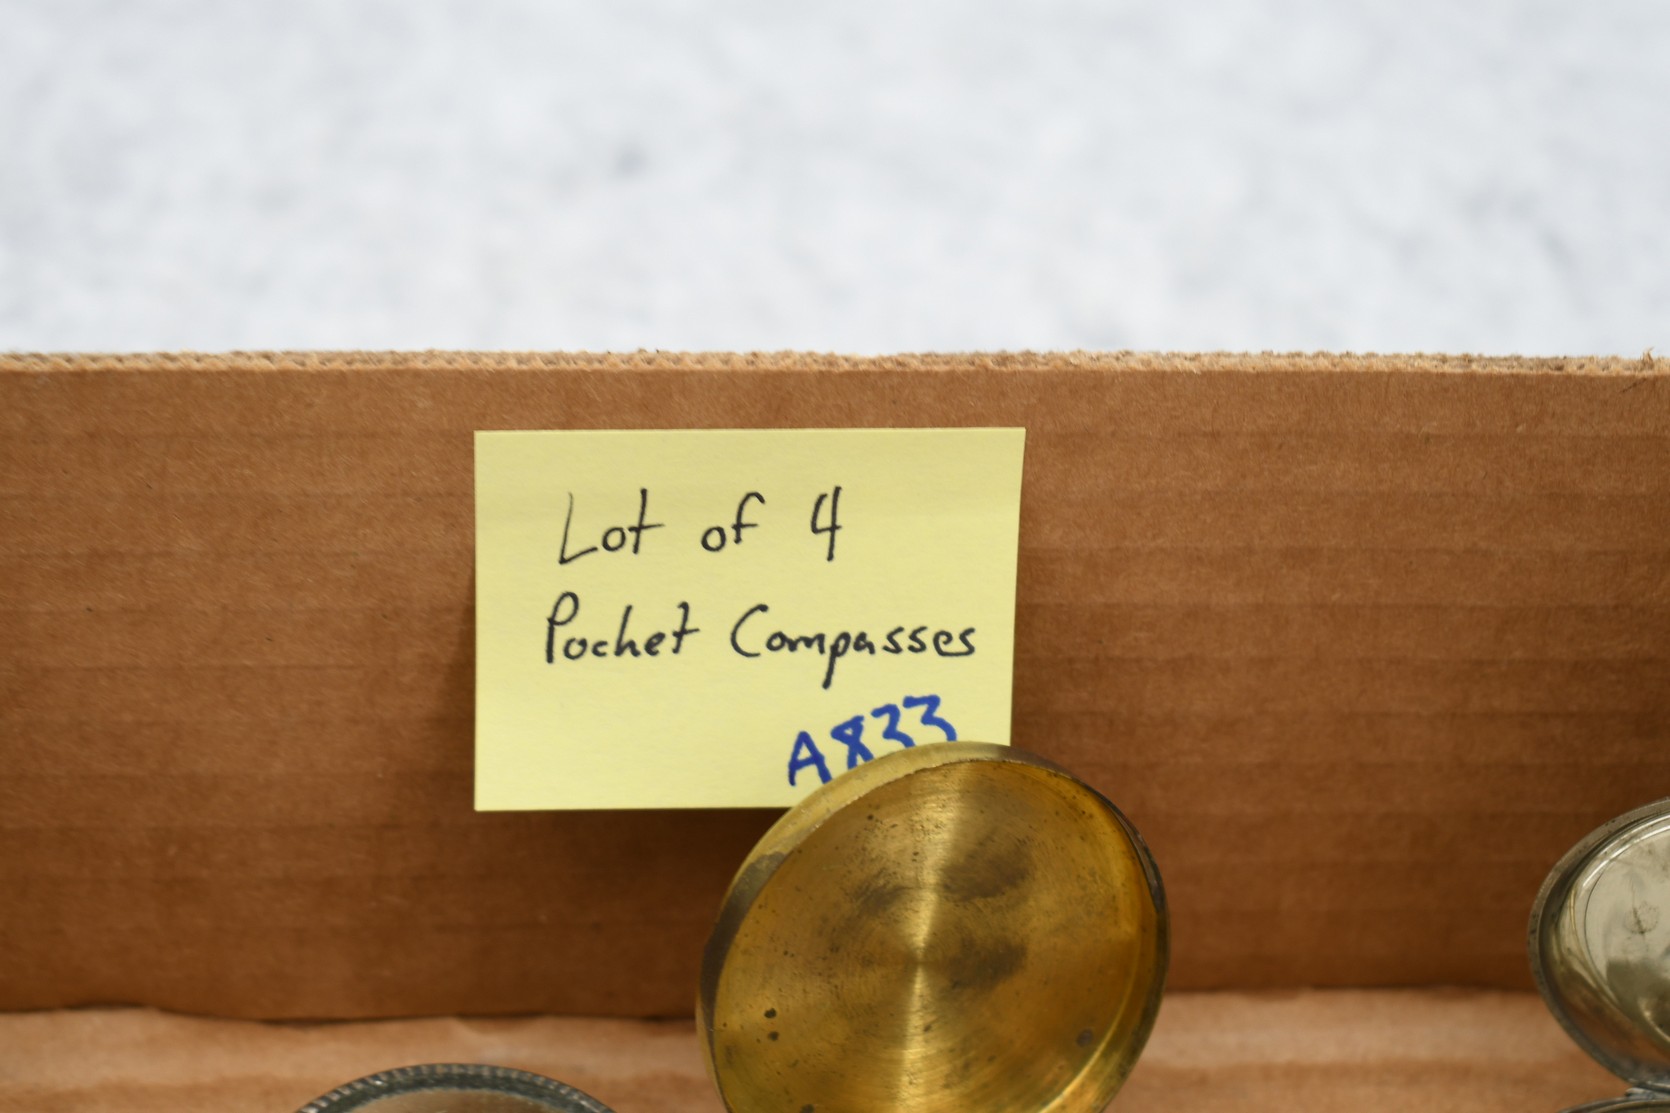 Lot of 4
Pocket Compasses
A833